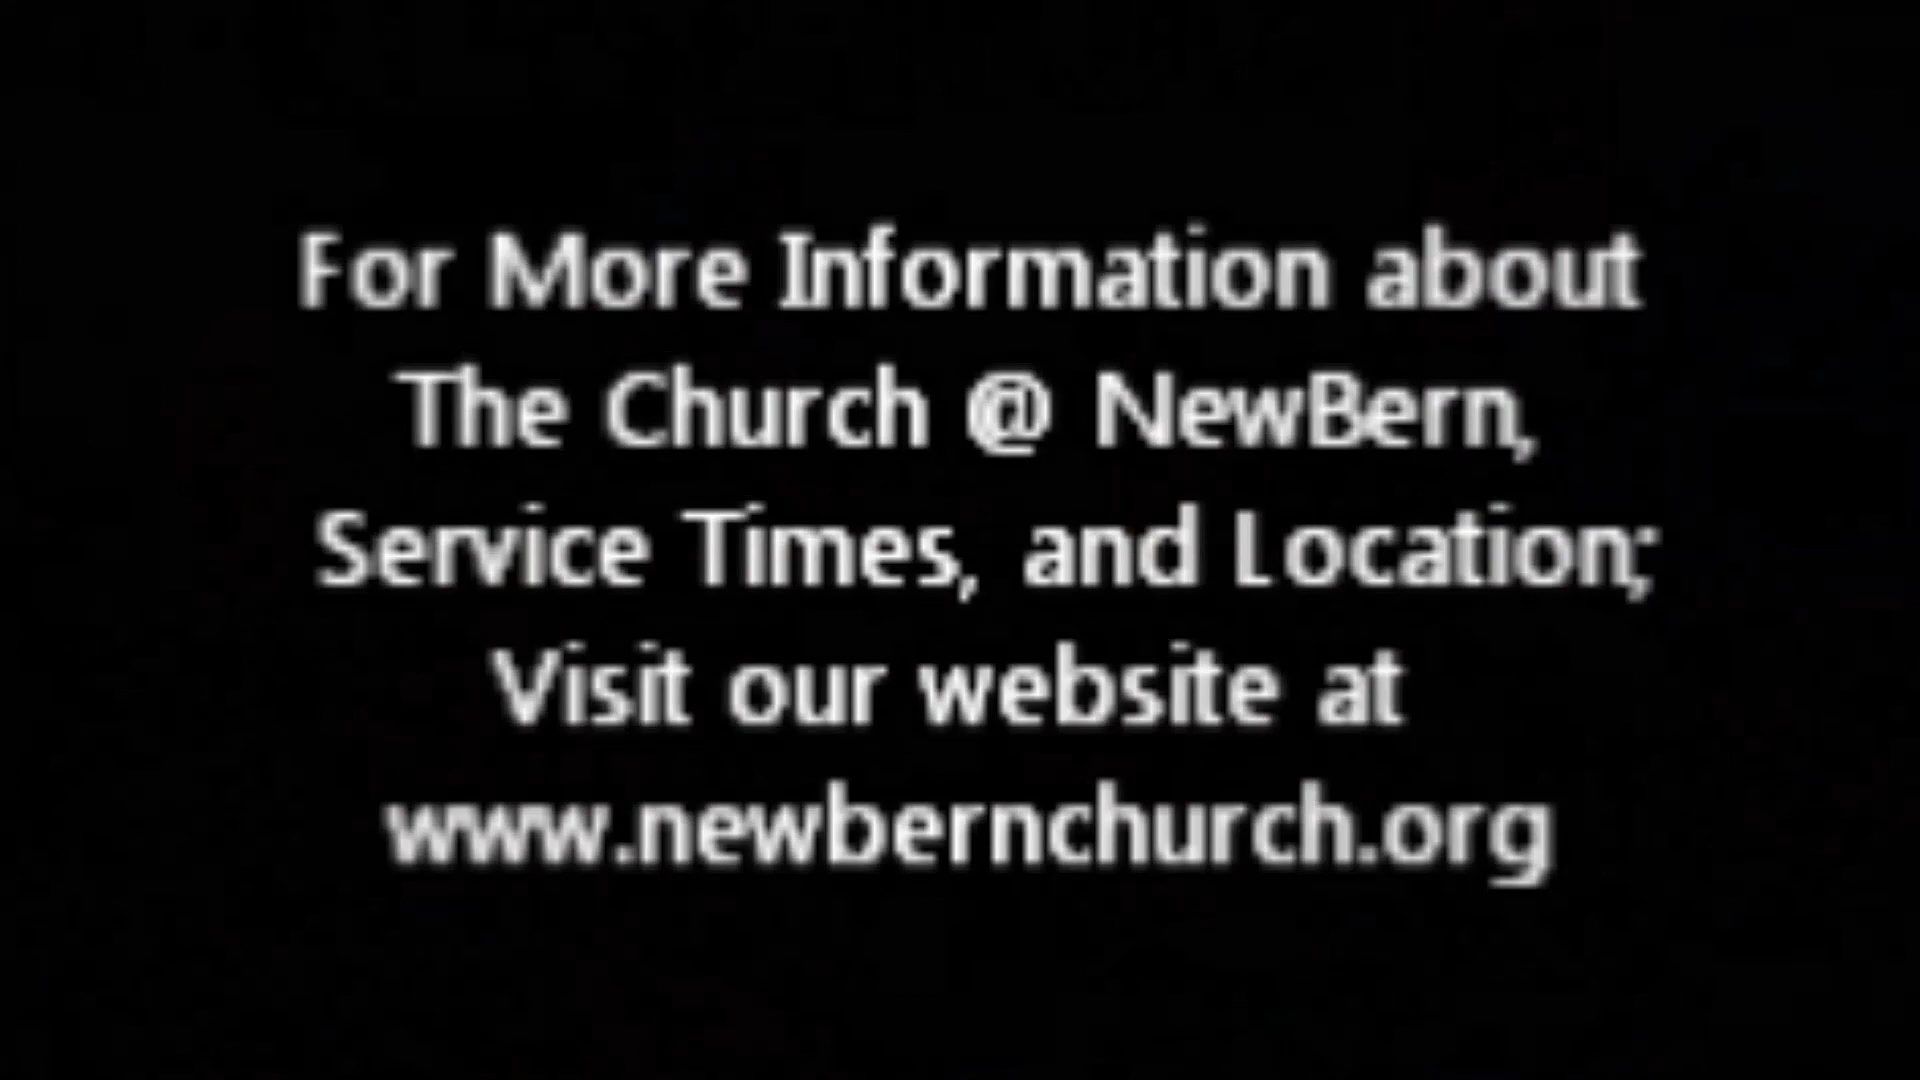 For More Information about
The Church @ NewBern,
Service Times, and Location;
Visit our website at
www.newbernchurch.org